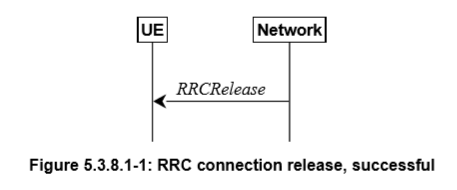 UE Network
RRCRelease
Figure 5.3.8.1-1: RRC connection release, successful